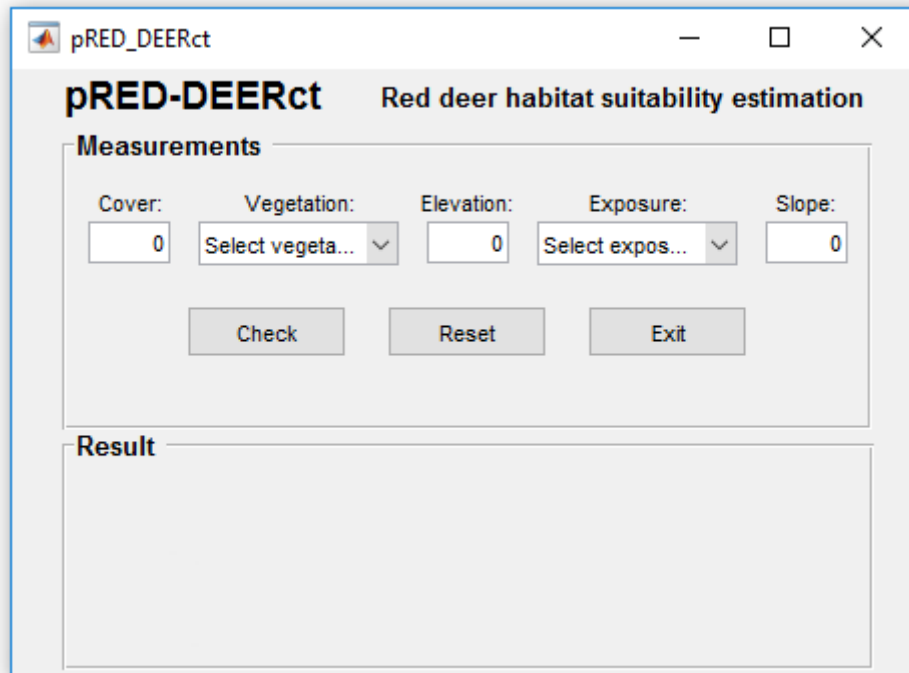 pRED_DEERct
pRED-DEERct Red deer habitat suitability estimation
Measurements
Cover: Vegetation: Elevation: Exposure: Slope:
0 Select vegeta... 0 Select expos... 0
Check Reset Exit
Result